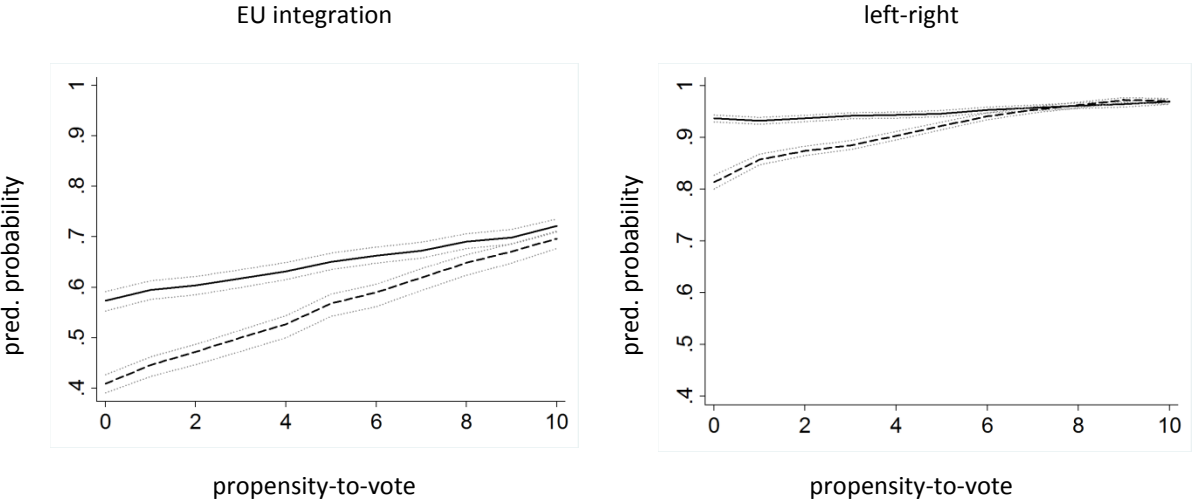 EU integration
left-right
pred. probability
1
.9
.8
.7
.6
.5
.4
0 2 4 6 8 10
propensity-to-vote
pred. probability
1
.9
.8
.7
.6
.5
.4
0 2 4 6 8 10
propensity-to-vote